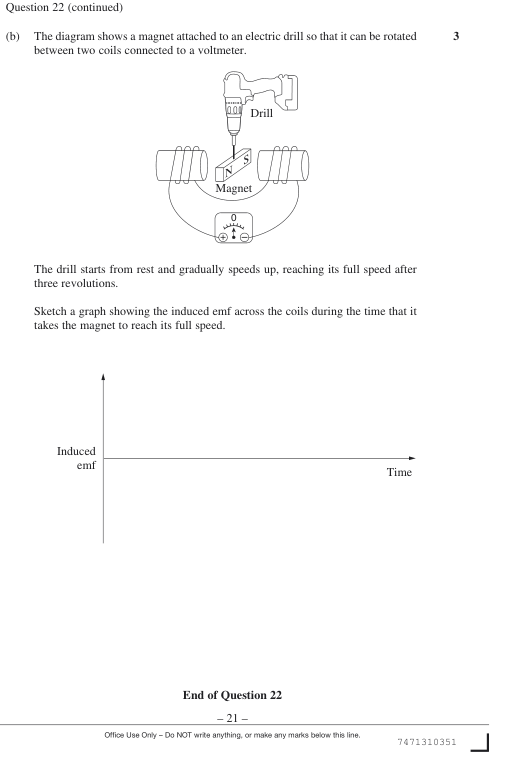 Question 22 (continued)
(b) The diagram shows a magnet attached to an electric drill so that it can be rotated 3
between two coils connected to a voltmeter.
Drill
S
N
Magnet
0
+ −
The drill starts from rest and gradually speeds up, reaching its full speed after
three revolutions.
Sketch a graph showing the induced emf across the coils during the time that it
takes the magnet to reach its full speed.
Induced
emf
Time
End of Question 22
– 21 –
Office Use Only – Do NOT write anything, or make any marks below this line.
7471310351